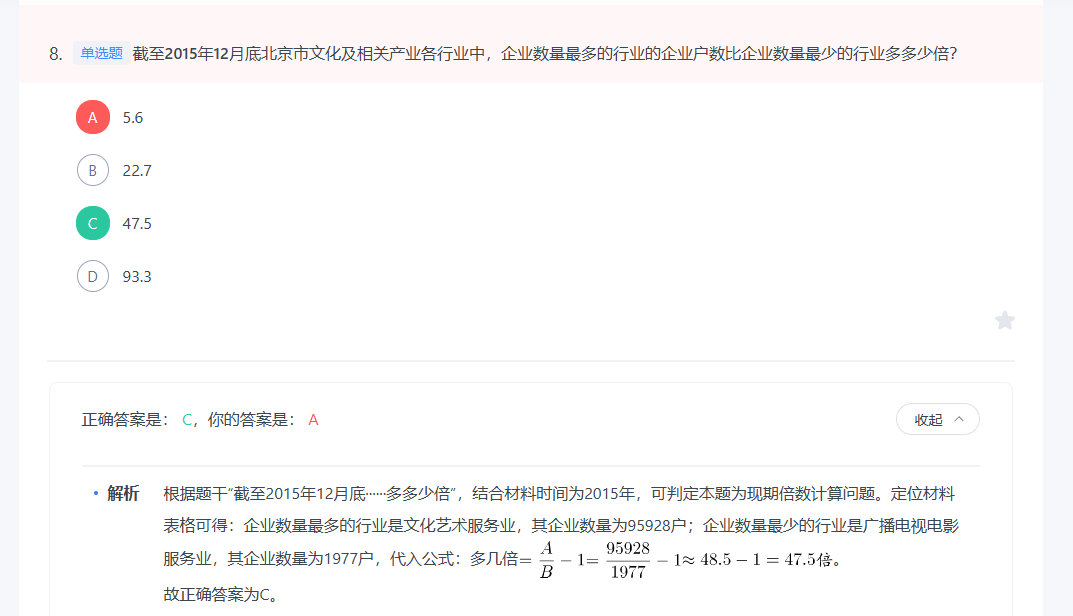 8. 单选题 截至2015年12月底北京市文化及相关产业各行业中，企业数量最多的行业的企业户数比企业数量最少的行业多多少倍?
A 5.6
B 22.7
C 47.5
D 93.3
正确答案是： C，你的答案是： A
收起
• 解析 根据题干“截至2015年12月底······多多少倍”，结合材料时间为2015年，可判定本题为现期倍数计算问题。定位材料
表格可得：企业数量最多的行业是文化艺术服务业，其企业数量为95928户；企业数量最少的行业是广播电视电影
服务业，其企业数量为1977户，代入公式：多几倍= A/B − 1= 95928/1977 − 1≈ 48.5 − 1 = 47.5倍。
故正确答案为C。